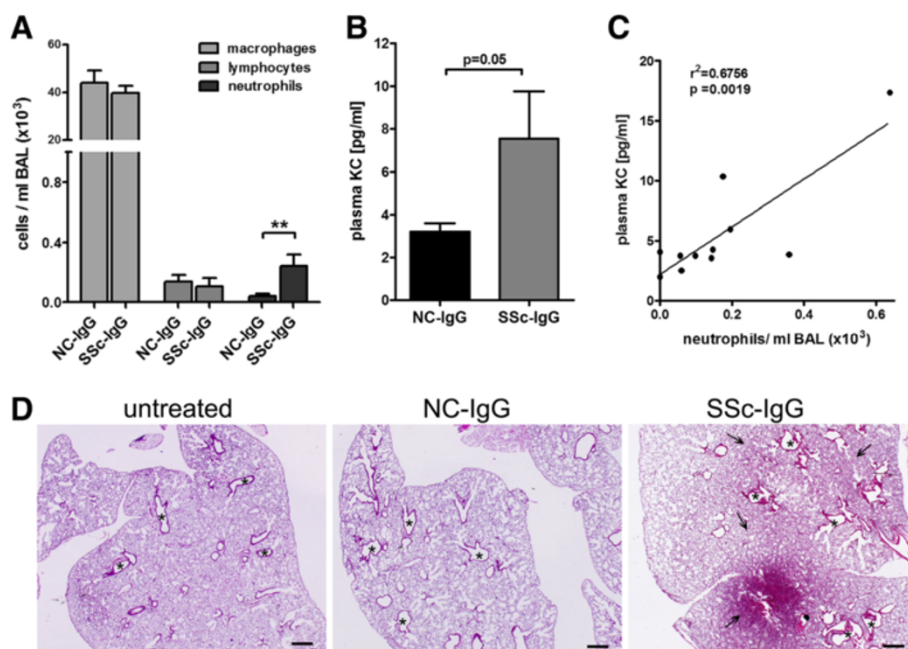 A
macrophages
lymphocytes
neutrophils
cells / ml BAL (x10³)
60
40
20
0.8
0.4
0.0
NC-IgG
SSc-IgG
NC-IgG
SSc-IgG
NC-IgG
SSc-IgG
**
B
p=0.05
plasma KC [pg/ml]
12
10
8
6
4
2
0
NC-IgG
SSc-IgG
C
r²=0.6756
p =0.0019
plasma KC [pg/ml]
20
15
10
5
0
0.0
0.2
0.4
0.6
neutrophils/ ml BAL (x10³)
D
untreated
NC-IgG
SSc-IgG